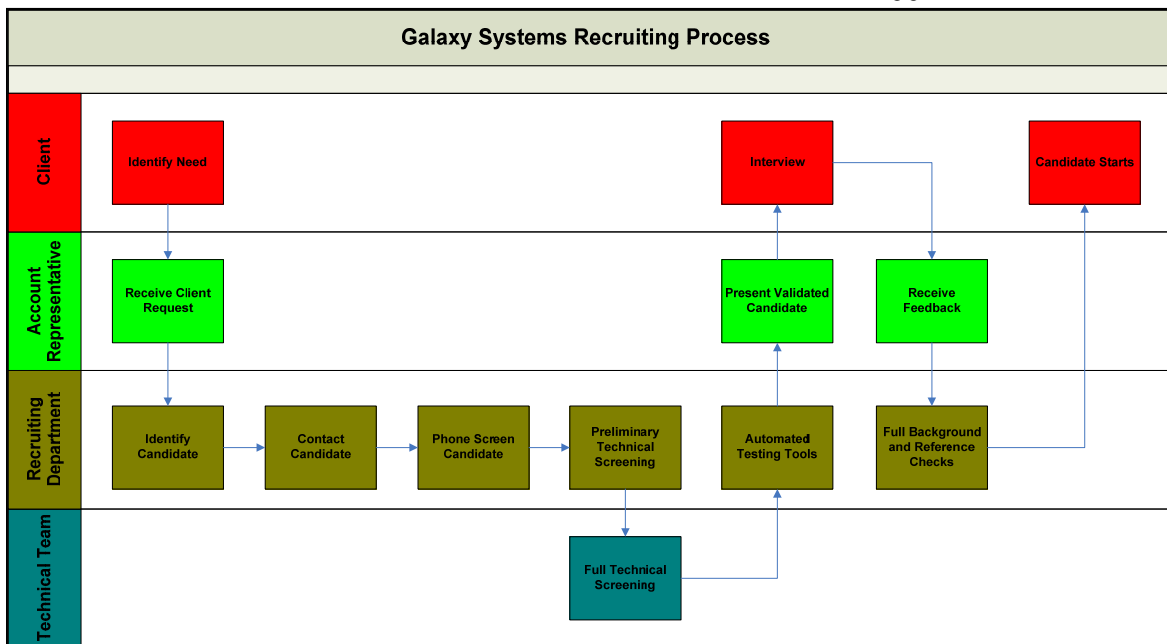 Galaxy Systems Recruiting Process
Client
Identify Need
Interview
Candidate Starts
Account
Representative
Receive Client
Request
Present Validated
Candidate
Receive
Feedback
Recruiting
Department
Identify
Candidate
Contact
Candidate
Phone Screen
Candidate
Preliminary
Technical
Screening
Automated
Testing Tools
Full Background
and Reference
Checks
Technical Team
Full Technical
Screening